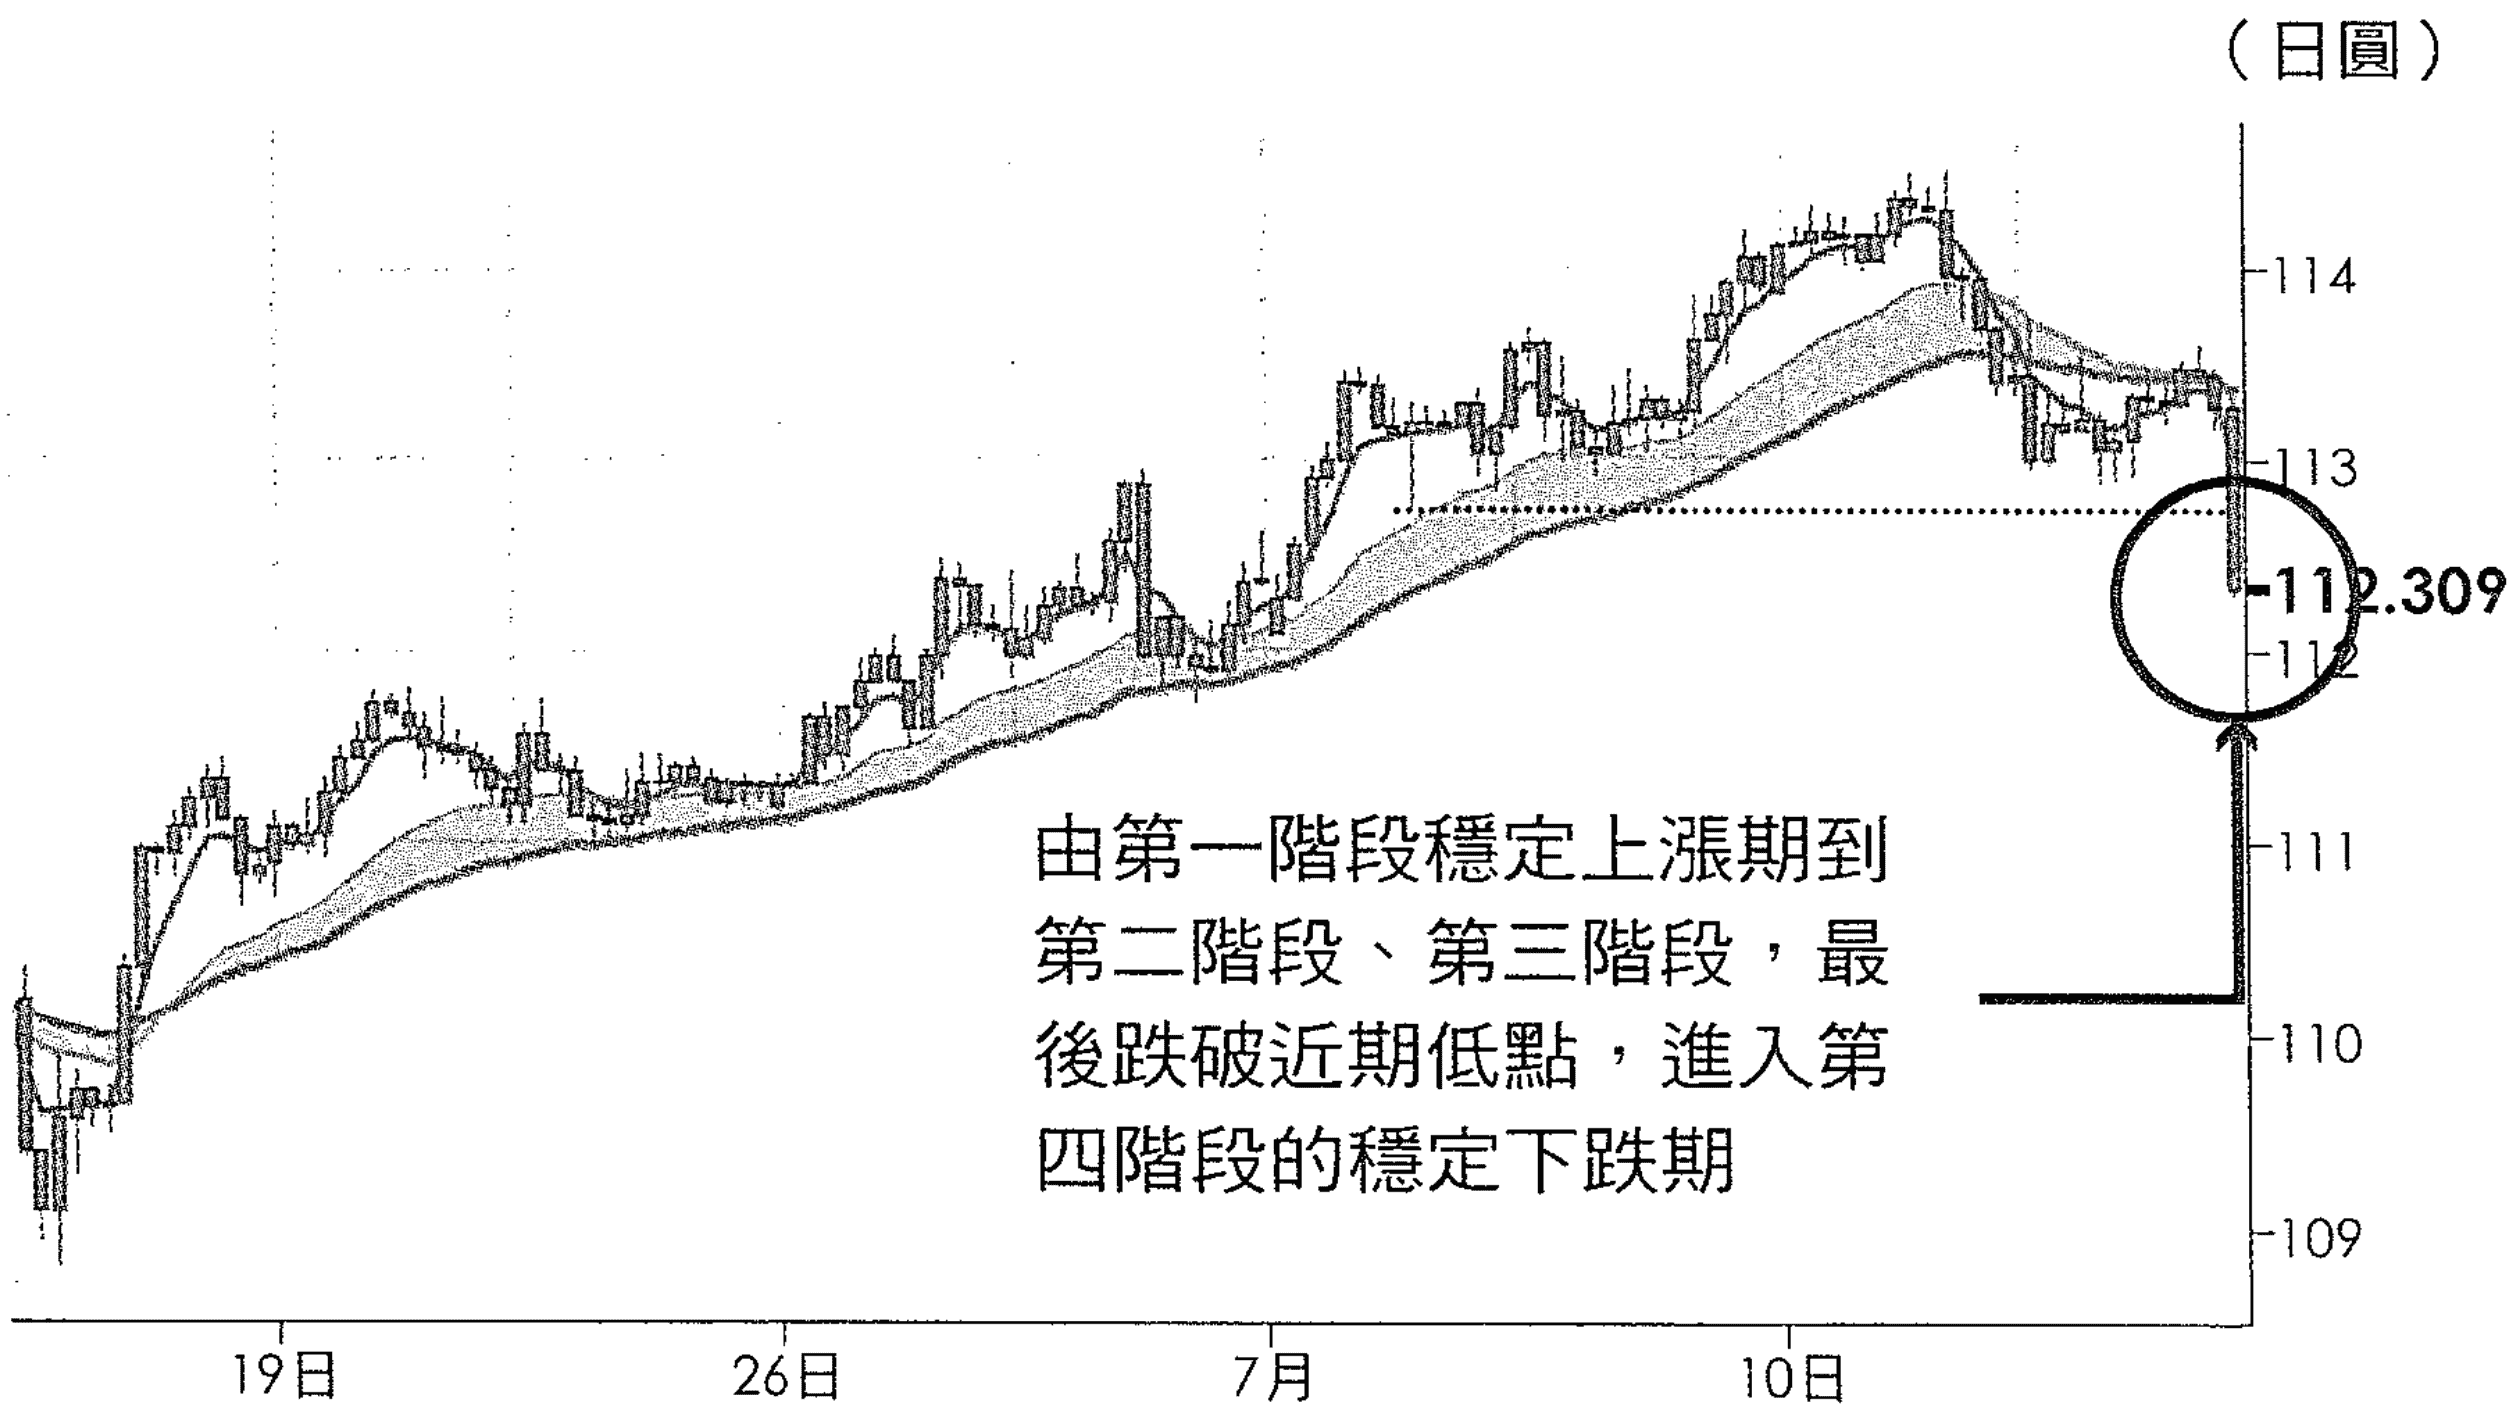 （日圓）
114
113
112.309
112
由第一階段穩定上漲期到
第二階段、第三階段，最
後跌破近期低點，進入第
四階段的穩定下跌期
111
110
109
19日
26日
7月
10日